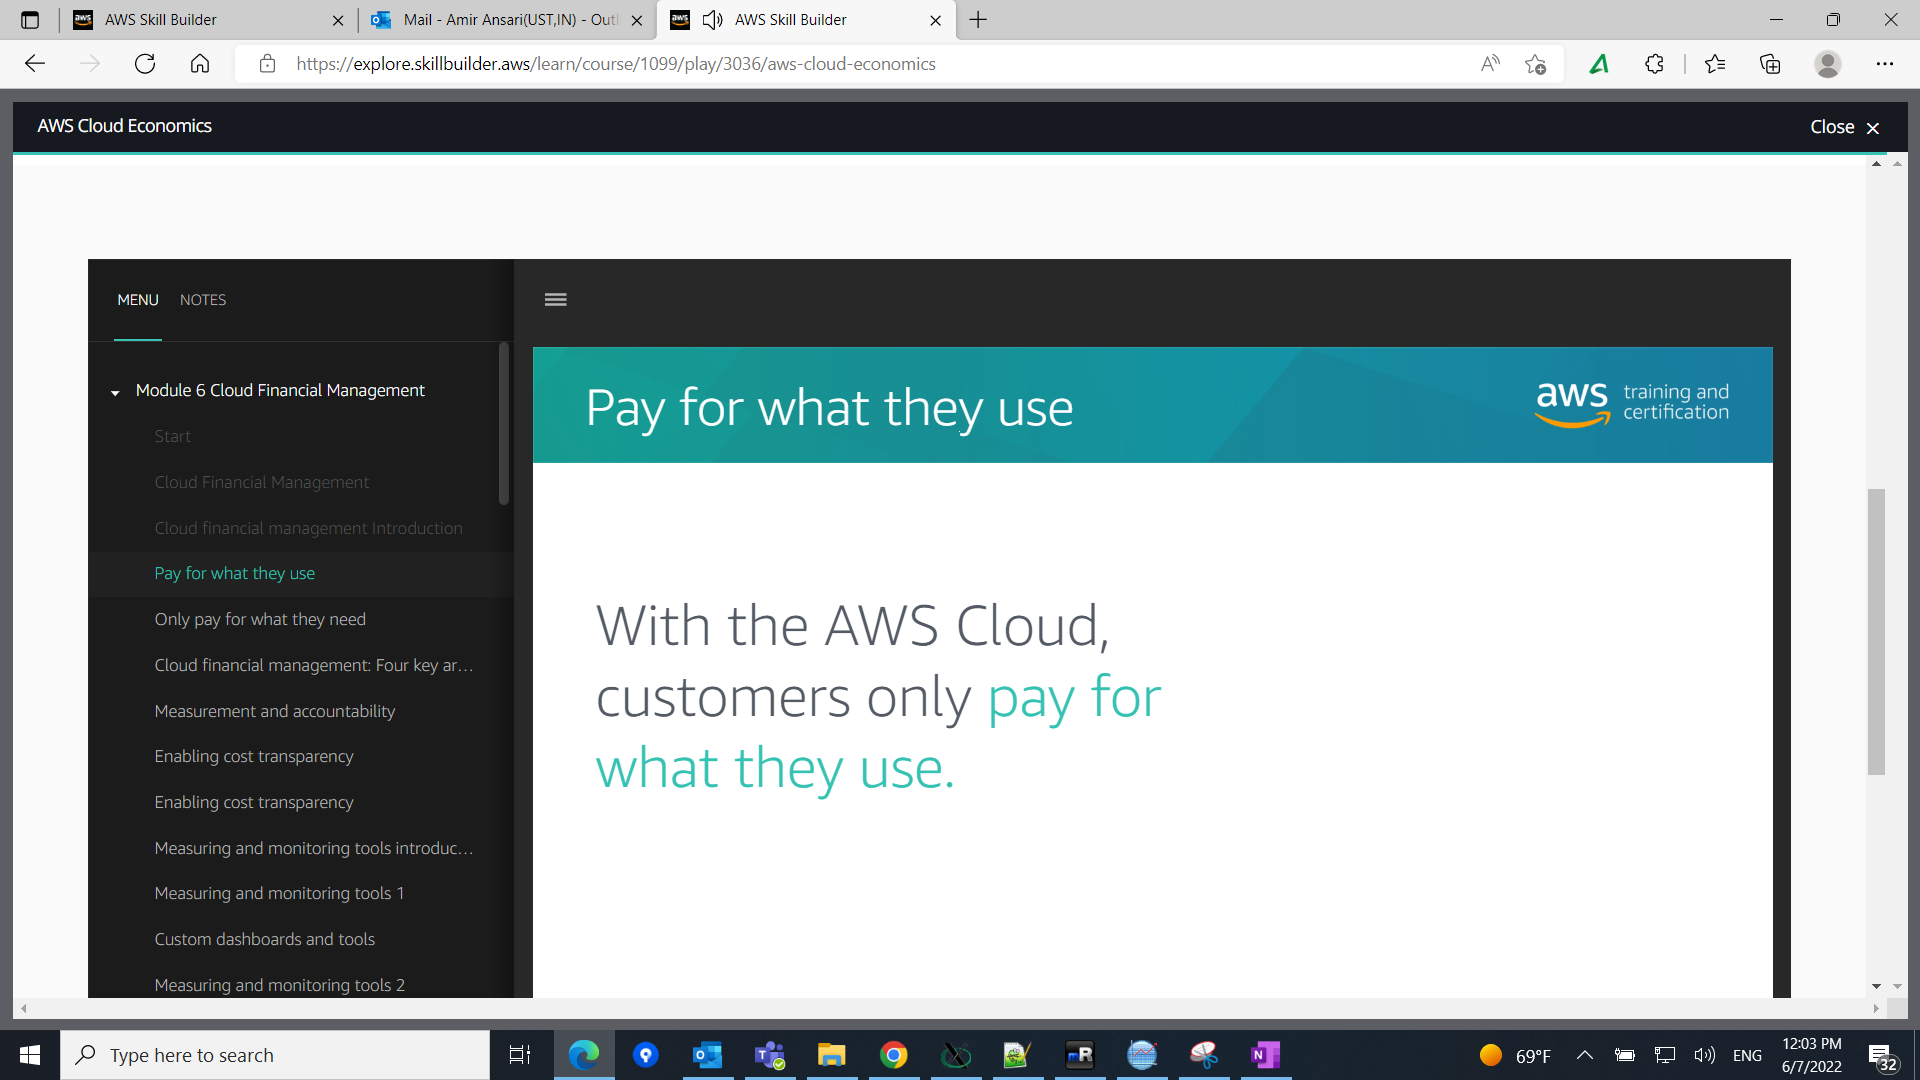 AWS Skill Builder
Mail - Amir Ansari(UST,IN) - Outl
AWS Skill Builder
https://explore.skillbuilder.aws/learn/course/1099/play/3036/aws-cloud-economics
AWS Cloud Economics
Close
MENU
NOTES
Module 6 Cloud Financial Management
Start
Cloud Financial Management
Cloud financial management Introduction
Pay for what they use
Only pay for what they need
Cloud financial management: Four key ar...
Measurement and accountability
Enabling cost transparency
Enabling cost transparency
Measuring and monitoring tools introduc...
Measuring and monitoring tools 1
Custom dashboards and tools
Measuring and monitoring tools 2
Pay for what they use
aws training and
certification
With the AWS Cloud,
customers only pay for
what they use.
Type here to search
69°F
ENG
12:03 PM
6/7/2022
32